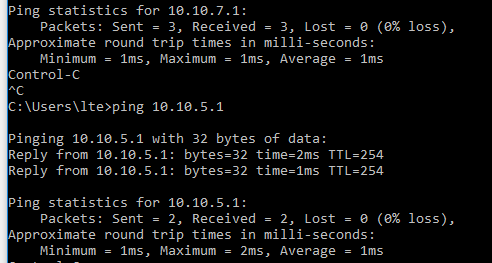 Ping statistics for 10.10.7.1:
    Packets: Sent = 3, Received = 3, Lost = 0 (0% loss),
Approximate round trip times in milli-seconds:
    Minimum = 1ms, Maximum = 1ms, Average = 1ms
Control-C
^C
C:\Users\lte>ping 10.10.5.1

Pinging 10.10.5.1 with 32 bytes of data:
Reply from 10.10.5.1: bytes=32 time=2ms TTL=254
Reply from 10.10.5.1: bytes=32 time=1ms TTL=254

Ping statistics for 10.10.5.1:
    Packets: Sent = 2, Received = 2, Lost = 0 (0% loss),
Approximate round trip times in milli-seconds:
    Minimum = 1ms, Maximum = 2ms, Average = 1ms